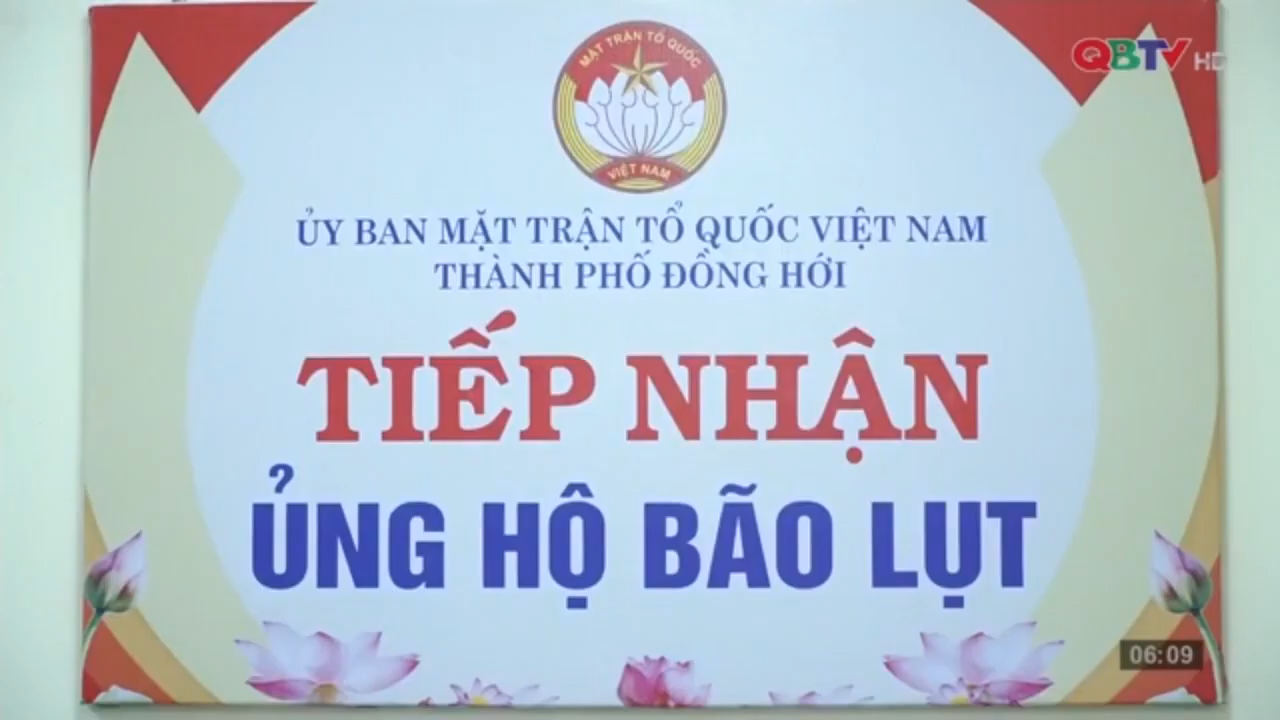 QBTV HD
MẶT TRẬN TỔ QUỐC
VIỆT NAM
ỦY BAN MẶT TRẬN TỔ QUỐC VIỆT NAM
THÀNH PHỐ ĐỒNG HỚI
TIẾP NHẬN
ỦNG HỘ BÃO LỤT
06:09